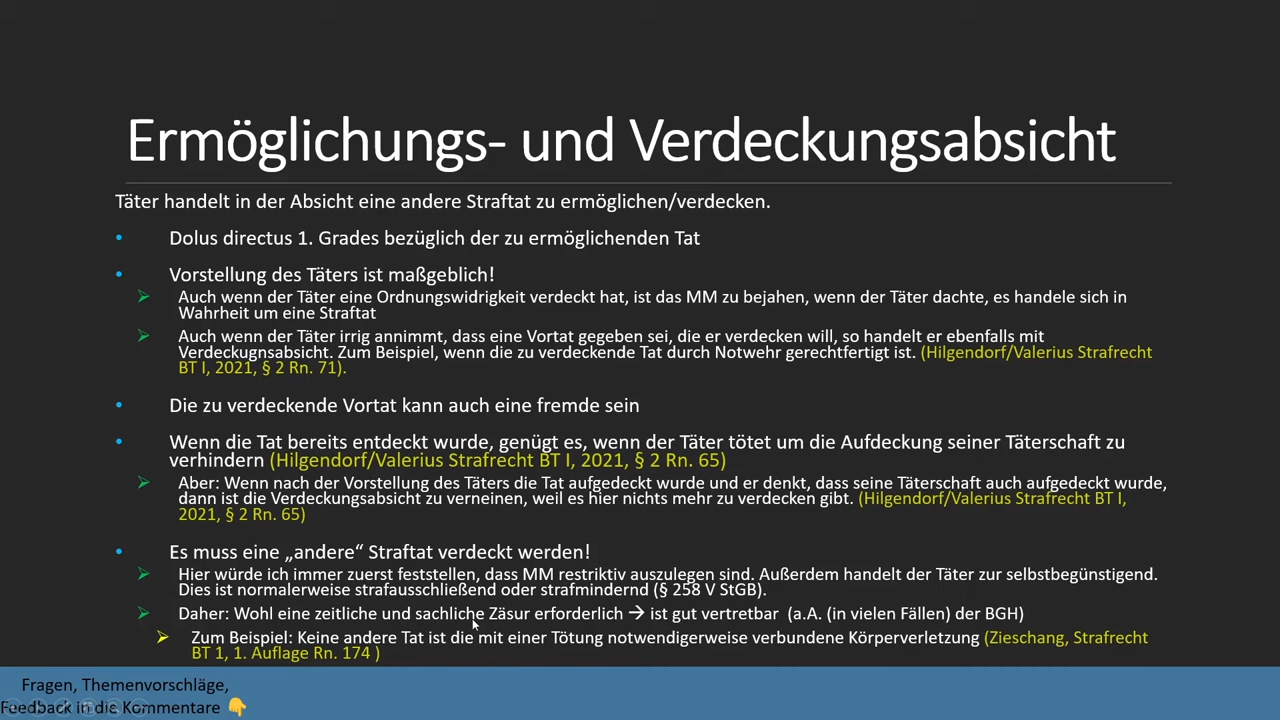 Ermöglichungs- und Verdeckungsabsicht
Täter handelt in der Absicht eine andere Straftat zu ermöglichen/verdecken.
• Dolus directus 1. Grades bezüglich der zu ermöglichenden Tat
• Vorstellung des Täters ist maßgeblich!
➢ Auch wenn der Täter eine Ordnungswidrigkeit verdeckt hat, ist das MM zu bejahen, wenn der Täter dachte, es handele sich in
Wahrheit um eine Straftat
➢ Auch wenn der Täter irrig annimmt, dass eine Vortat gegeben sei, die er verdecken will, so handelt er ebenfalls mit
Verdeckugnsabsicht. Zum Beispiel, wenn die zu verdeckende Tat durch Notwehr gerechtfertigt ist. (Hilgendorf/Valerius Strafrecht
BT I, 2021, § 2 Rn. 71).
• Die zu verdeckende Vortat kann auch eine fremde sein
• Wenn die Tat bereits entdeckt wurde, genügt es, wenn der Täter tötet um die Aufdeckung seiner Täterschaft zu
verhindern (Hilgendorf/Valerius Strafrecht BT I, 2021, § 2 Rn. 65)
➢ Aber: Wenn nach der Vorstellung des Täters die Tat aufgedeckt wurde und er denkt, dass seine Täterschaft auch aufgedeckt wurde,
dann ist die Verdeckungsabsicht zu verneinen, weil es hier nichts mehr zu verdecken gibt. (Hilgendorf/Valerius Strafrecht BT I,
2021, § 2 Rn. 65)
• Es muss eine „andere“ Straftat verdeckt werden!
➢ Hier würde ich immer zuerst feststellen, dass MM restriktiv auszulegen sind. Außerdem handelt der Täter zur selbstbegünstigend.
Dies ist normalerweise strafausschließend oder strafmindernd (§ 258 V StGB).
➢ Daher: Wohl eine zeitliche und sachliche Zäsur erforderlich → ist gut vertretbar (a.A. (in vielen Fällen) der BGH)
➢ Zum Beispiel: Keine andere Tat ist die mit einer Tötung notwendigerweise verbundene Körperverletzung (Zieschang, Strafrecht
BT 1, 1. Auflage Rn. 174 )
Fragen, Themenvorschläge,
Feedback in die Kommentare 👇